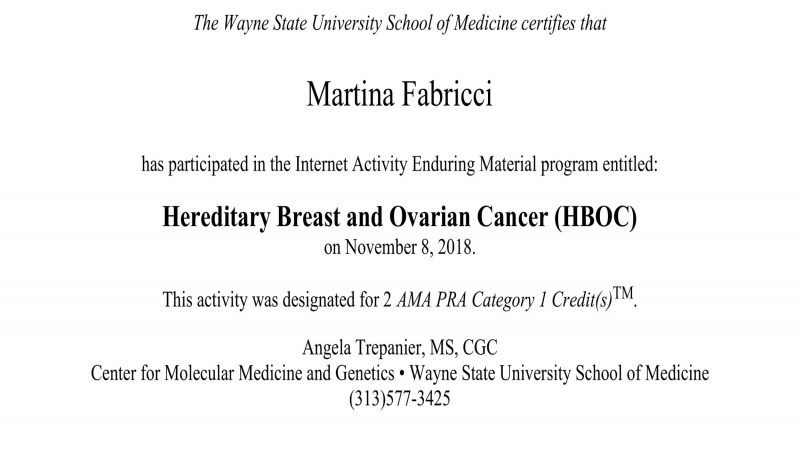 The Wayne State University School of Medicine certifies that
Martina Fabricci
has participated in the Internet Activity Enduring Material program entitled:
Hereditary Breast and Ovarian Cancer (HBOC)
on November 8, 2018.
This activity was designated for 2 AMA PRA Category 1 Credit(s)TM.
Angela Trepanier, MS, CGC
Center for Molecular Medicine and Genetics • Wayne State University School of Medicine
(313)577-3425